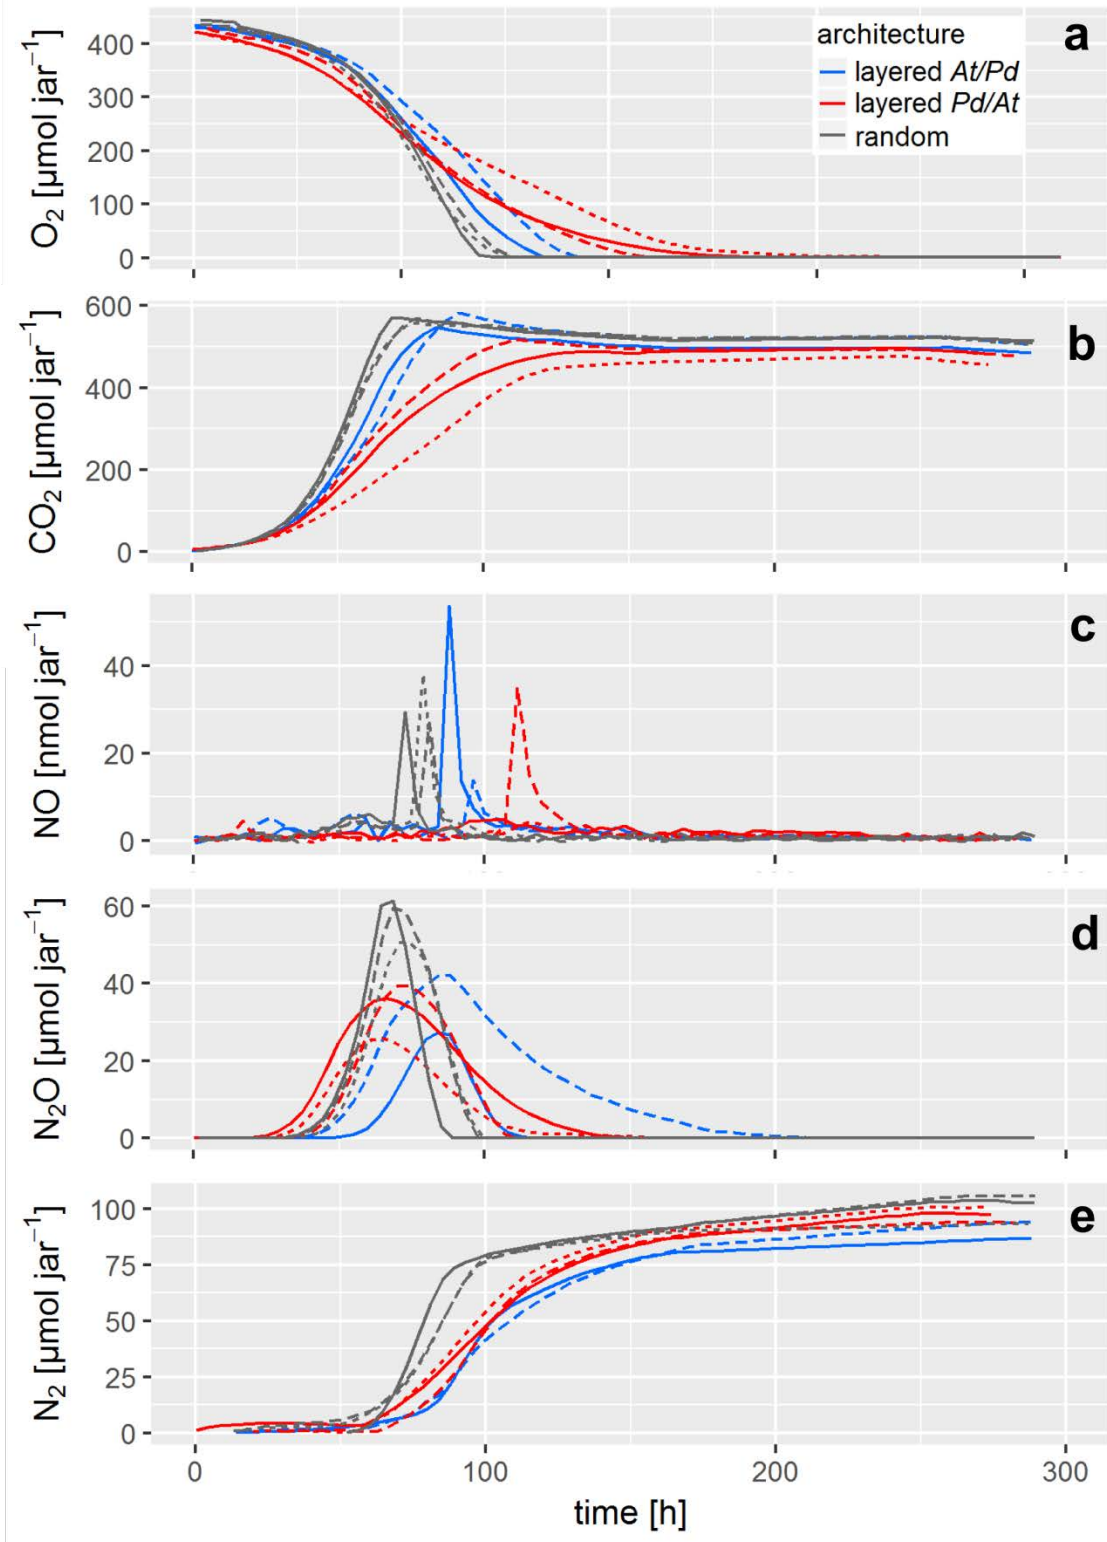 a
architecture
layered At/Pd
layered Pd/At
random
O₂ [µmol jar⁻¹]
400
300
200
100
0
b
CO₂ [µmol jar⁻¹]
600
400
200
0
c
NO [nmol jar⁻¹]
40
20
0
d
N₂O [µmol jar⁻¹]
60
40
20
0
e
N₂ [µmol jar⁻¹]
100
75
50
25
0
0 100 200 300
time [h]